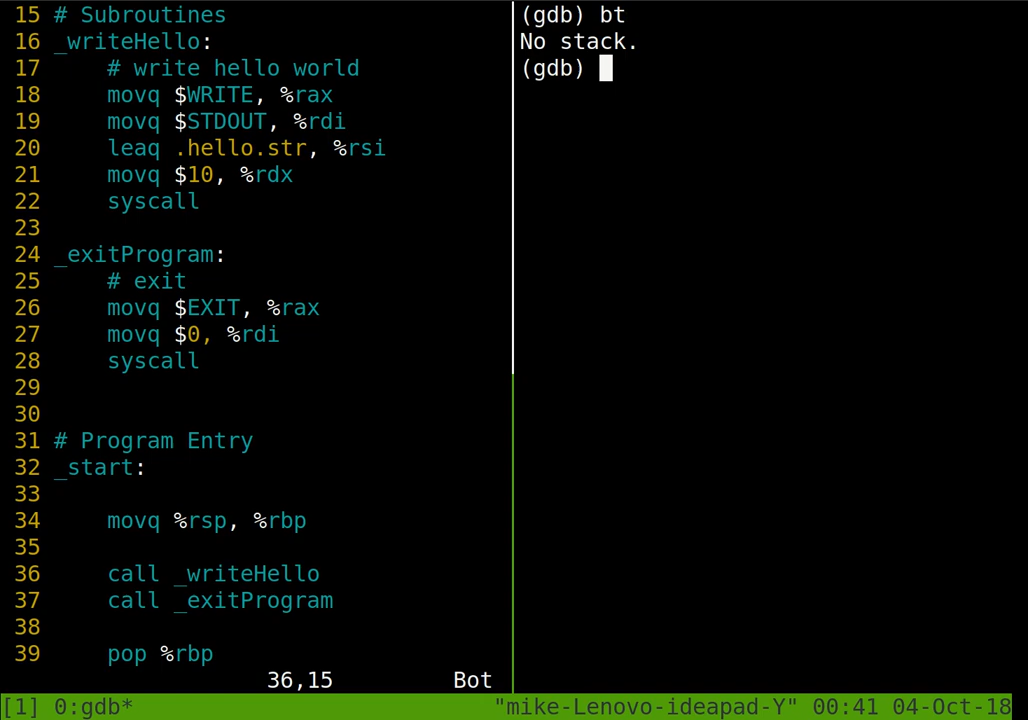 15 # Subroutines
16 _writeHello:
17     # write hello world
18     movq $WRITE, %rax
19     movq $STDOUT, %rdi
20     leaq .hello.str, %rsi
21     movq $10, %rdx
22     syscall
23
24 _exitProgram:
25     # exit
26     movq $EXIT, %rax
27     movq $0, %rdi
28     syscall
29
30
31 # Program Entry
32 _start:
33
34     movq %rsp, %rbp
35
36     call _writeHello
37     call _exitProgram
38
39     pop %rbp
36,15 Bot
(gdb) bt
No stack.
(gdb)
[1] 0:gdb* "mike-Lenovo-ideapad-Y" 00:41 04-Oct-18